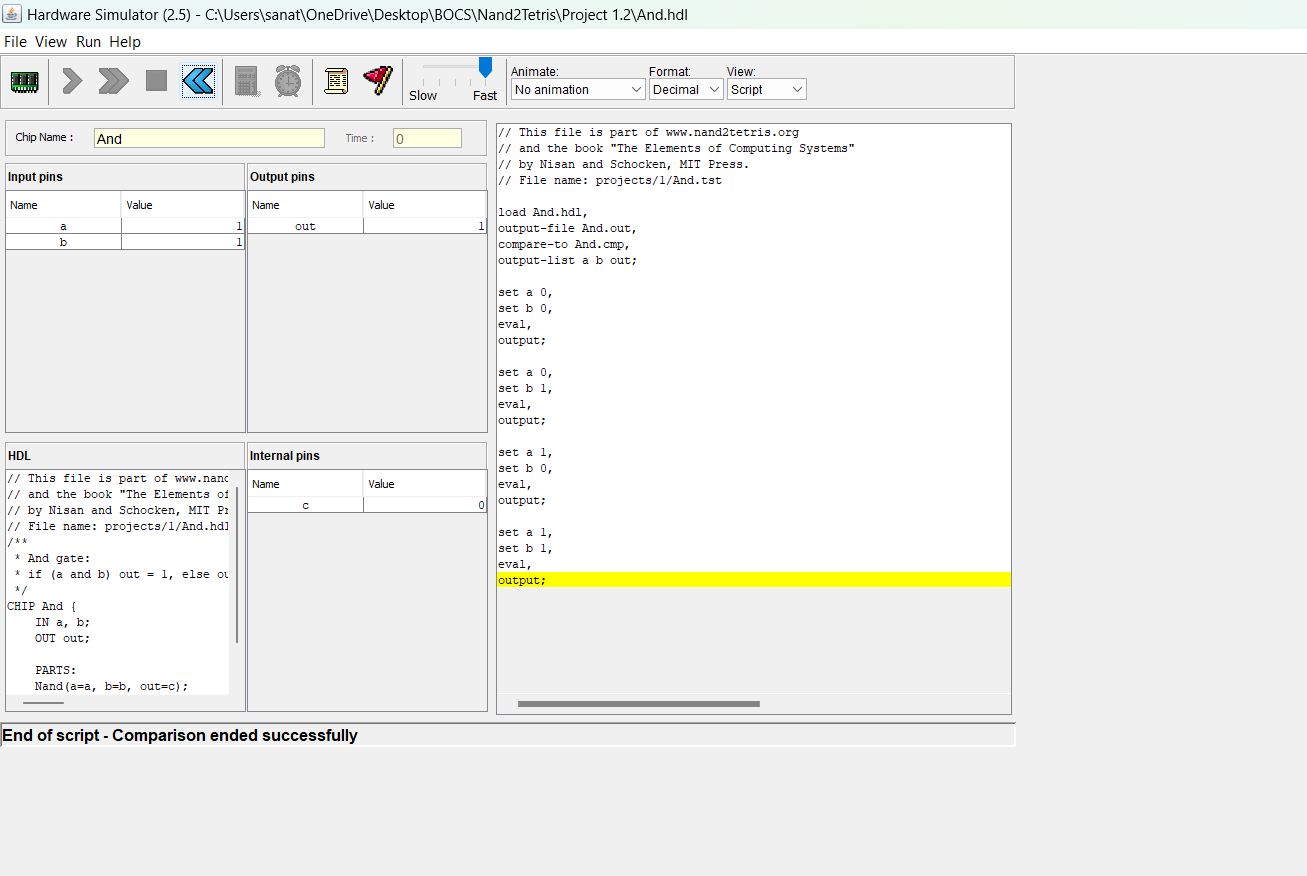 Hardware Simulator (2.5) - C:\Users\sanat\OneDrive\Desktop\BOCS\Nand2Tetris\Project 1.2\And.hdl
File View Run Help
Slow Fast
Animate: Format: View:
No animation Decimal Script
Chip Name : And Time : 0
Input pins Output pins
Name Value Name Value
a 1 out 1
b 1
HDL Internal pins
// This file is part of www.nand
// and the book "The Elements of
// by Nisan and Schocken, MIT Pr
// File name: projects/1/And.hdl
/**
* And gate:
* if (a and b) out = 1, else ou
*/
CHIP And {
IN a, b;
OUT out;
PARTS:
Nand(a=a, b=b, out=c);
Name Value
c 0
// This file is part of www.nand2tetris.org
// and the book "The Elements of Computing Systems"
// by Nisan and Schocken, MIT Press.
// File name: projects/1/And.tst
load And.hdl,
output-file And.out,
compare-to And.cmp,
output-list a b out;
set a 0,
set b 0,
eval,
output;
set a 0,
set b 1,
eval,
output;
set a 1,
set b 0,
eval,
output;
set a 1,
set b 1,
eval,
output;
End of script - Comparison ended successfully